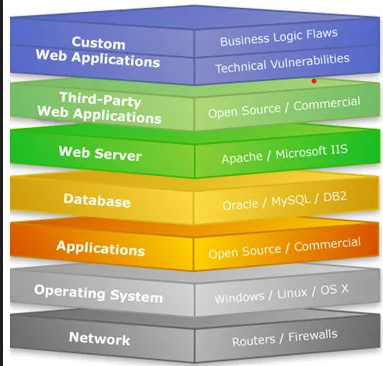 Custom
Web Applications
Business Logic Flaws
Technical Vulnerabilities
Third-Party
Web Applications
Open Source / Commercial
Web Server
Apache / Microsoft IIS
Database
Oracle / MySQL / DB2
Applications
Open Source / Commercial
Operating System
Windows / Linux / OS X
Network
Routers / Firewalls